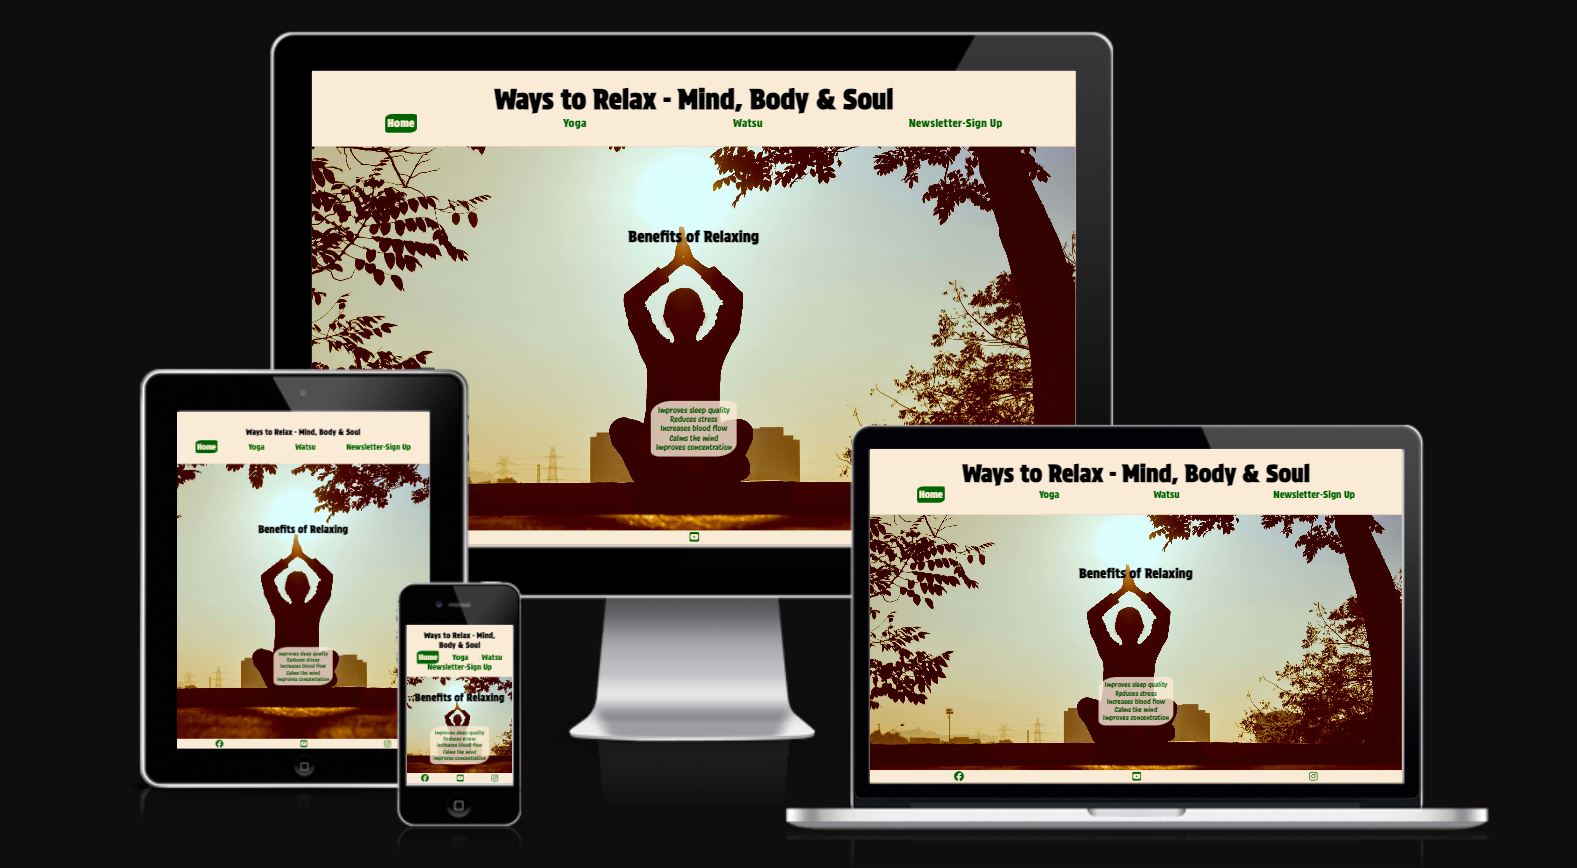 Ways to Relax - Mind, Body & Soul
Home Yoga Watsu Newsletter-Sign Up
Benefits of Relaxing
Improves sleep quality
Reduces stress
Increases blood flow
Calms the mind
Improves concentration
Ways to Relax - Mind, Body & Soul
Home Yoga Watsu Newsletter-Sign Up
Benefits of Relaxing
Improves sleep quality
Reduces stress
Increases blood flow
Calms the mind
Improves concentration
Ways to Relax - Mind,
Body & Soul
Home Yoga Watsu
Newsletter-Sign Up
Benefits of Relaxing
Improves sleep quality
Reduces stress
Increases blood flow
Calms the mind
Improves concentration
Ways to Relax - Mind, Body & Soul
Home Yoga Watsu Newsletter-Sign Up
Benefits of Relaxing
Improves sleep quality
Reduces stress
Increases blood flow
Calms the mind
Improves concentration